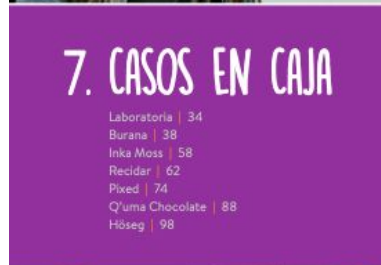 7. CASOS EN CAJA
Laboratoria | 34
Burana | 38
Inka Moss | 58
Recidar | 62
Pixed | 74
Q'uma Chocolate | 88
Höseg | 98